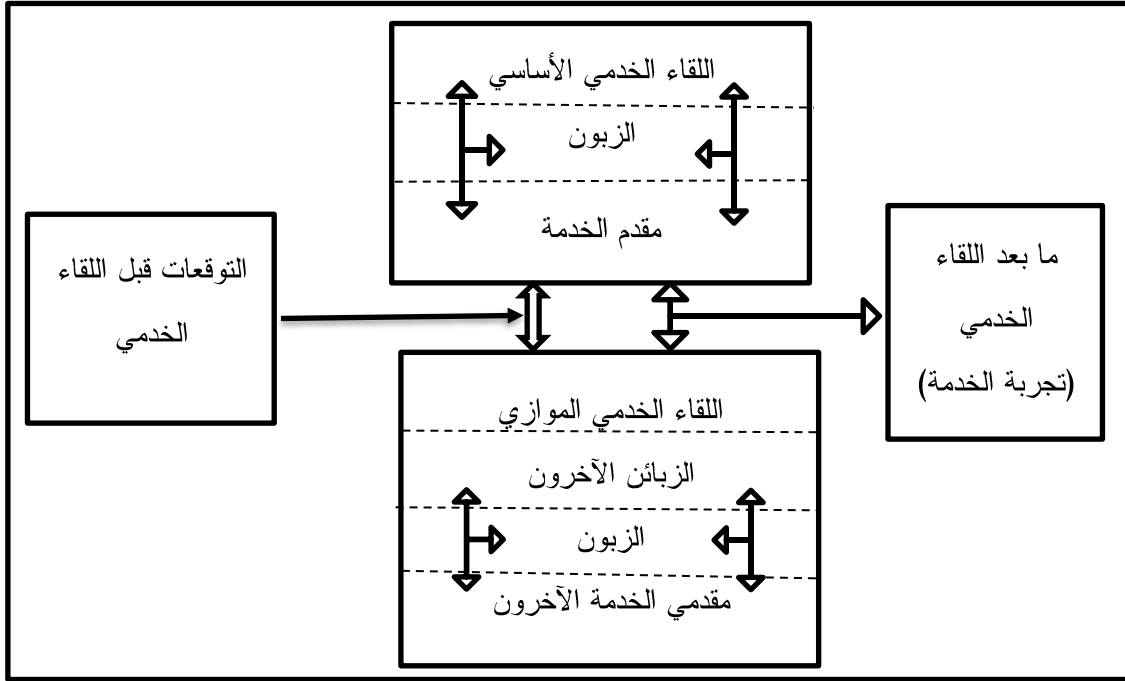 اللقاء الخدمي الأساسي
الزبون
مقدم الخدمة
التوقعات قبل اللقاء
الخدمي
ما بعد اللقاء
الخدمي
(تجربة الخدمة)
اللقاء الخدمي الموازي
الزبائن الآخرون
الزبون
مقدمي الخدمة الآخرون